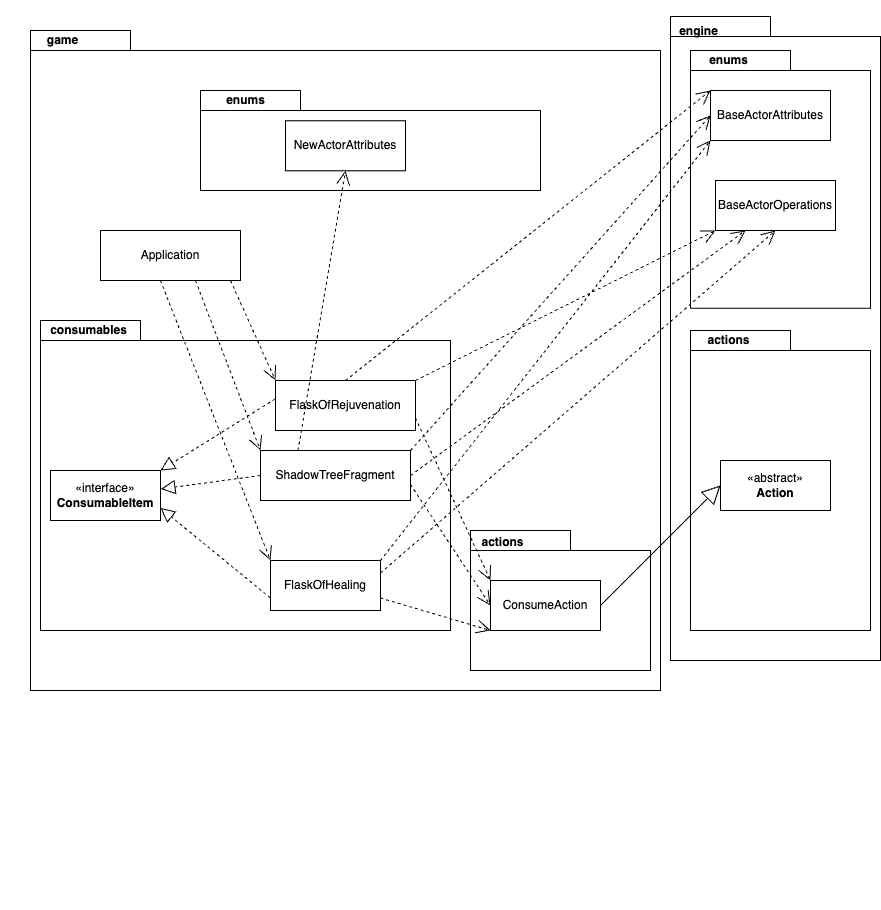 game
engine
enums
enums
BaseActorAttributes
NewActorAttributes
BaseActorOperations
Application
consumables
actions
FlaskOfRejuvenation
ShadowTreeFragment
«interface»
ConsumableItem
«abstract»
Action
actions
FlaskOfHealing
ConsumeAction